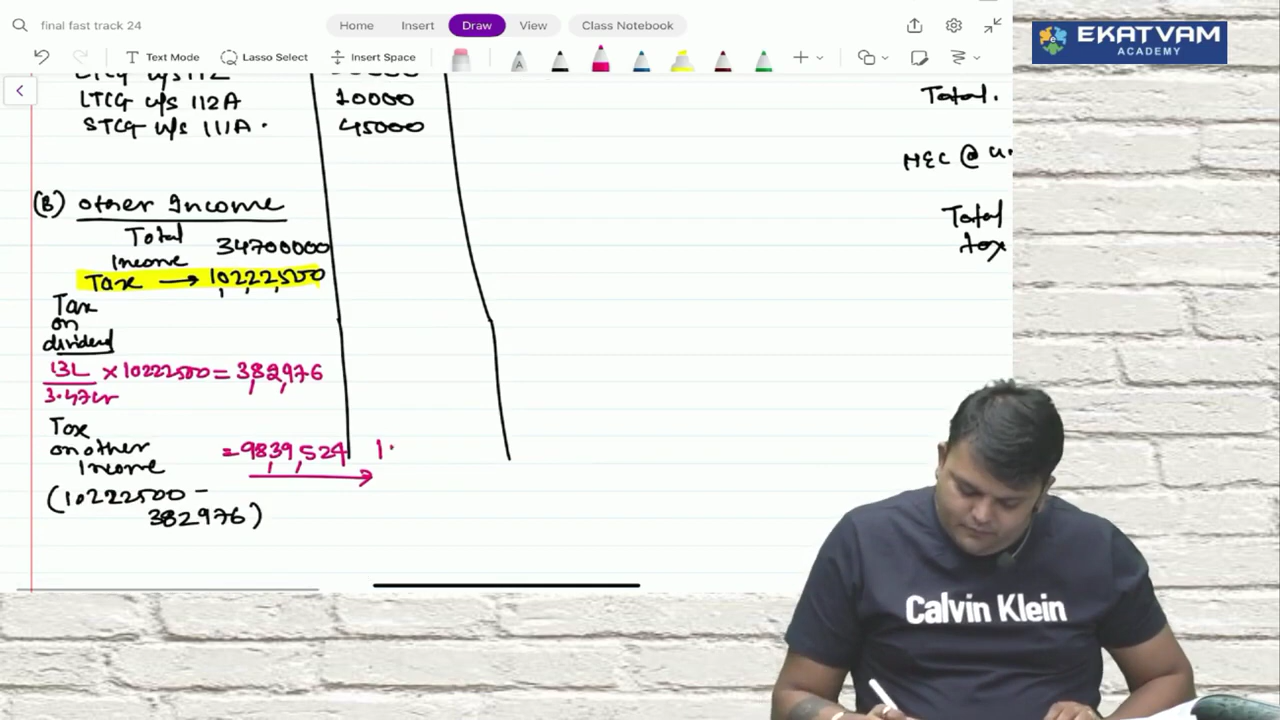 final fast track 24
Home Insert Draw View Class Notebook
T Text Mode Lasso Select Insert Space
EKATVAM
ACADEMY
LTCG u/s 112A 10000
STCG u/s 111A. 45000
(B) other Income
Total
Income 34700000
Tax → 10222500
Tax
on
dividend
13L
3.47cr × 10222500 = 382976
Tax
on other
Income = 9839524
(10222500 -
382976)
Total.
HEC @
Total
tax
Calvin Klein